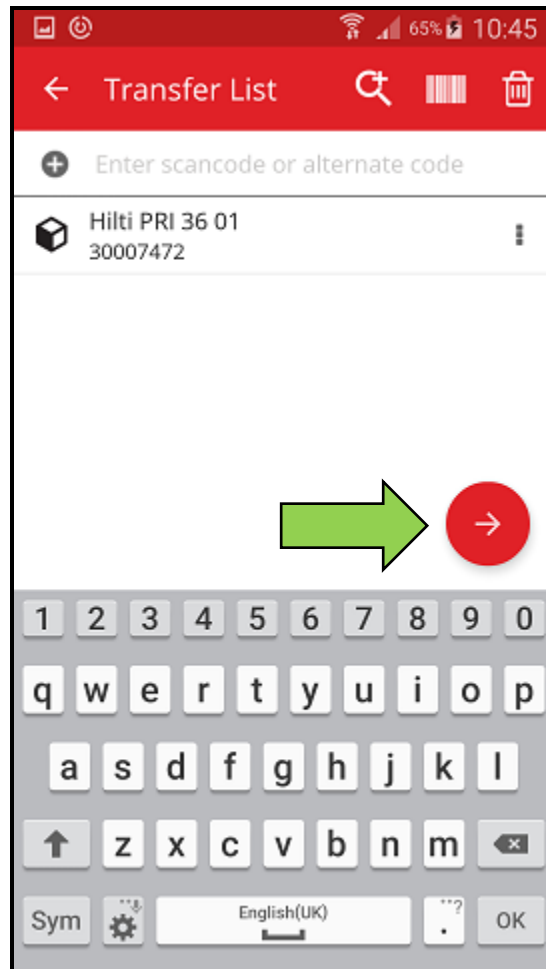 65% 10:45
Transfer List
Enter scancode or alternate code
Hilti PRI 36 01
30007472
1 2 3 4 5 6 7 8 9 0
q w e r t y u i o p
a s d f g h j k l
z x c v b n m
Sym English(UK) . ? OK